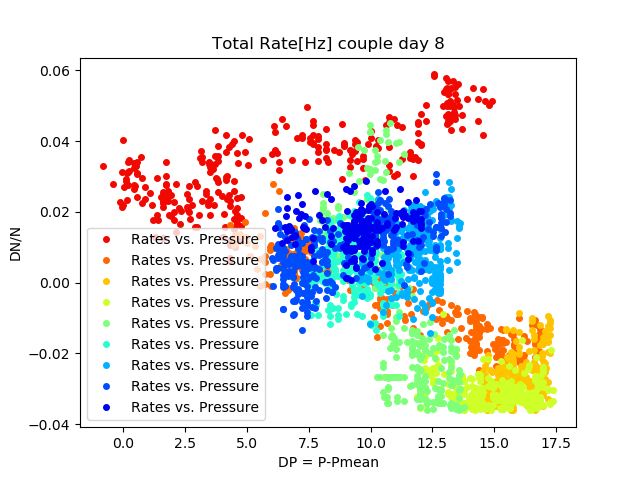 Total Rate[Hz] couple day 8
0.06
0.04
0.02
0.00
−0.02
−0.04
DN/N
Rates vs. Pressure
Rates vs. Pressure
Rates vs. Pressure
Rates vs. Pressure
Rates vs. Pressure
Rates vs. Pressure
Rates vs. Pressure
Rates vs. Pressure
Rates vs. Pressure
0.0 2.5 5.0 7.5 10.0 12.5 15.0 17.5
DP = P-Pmean